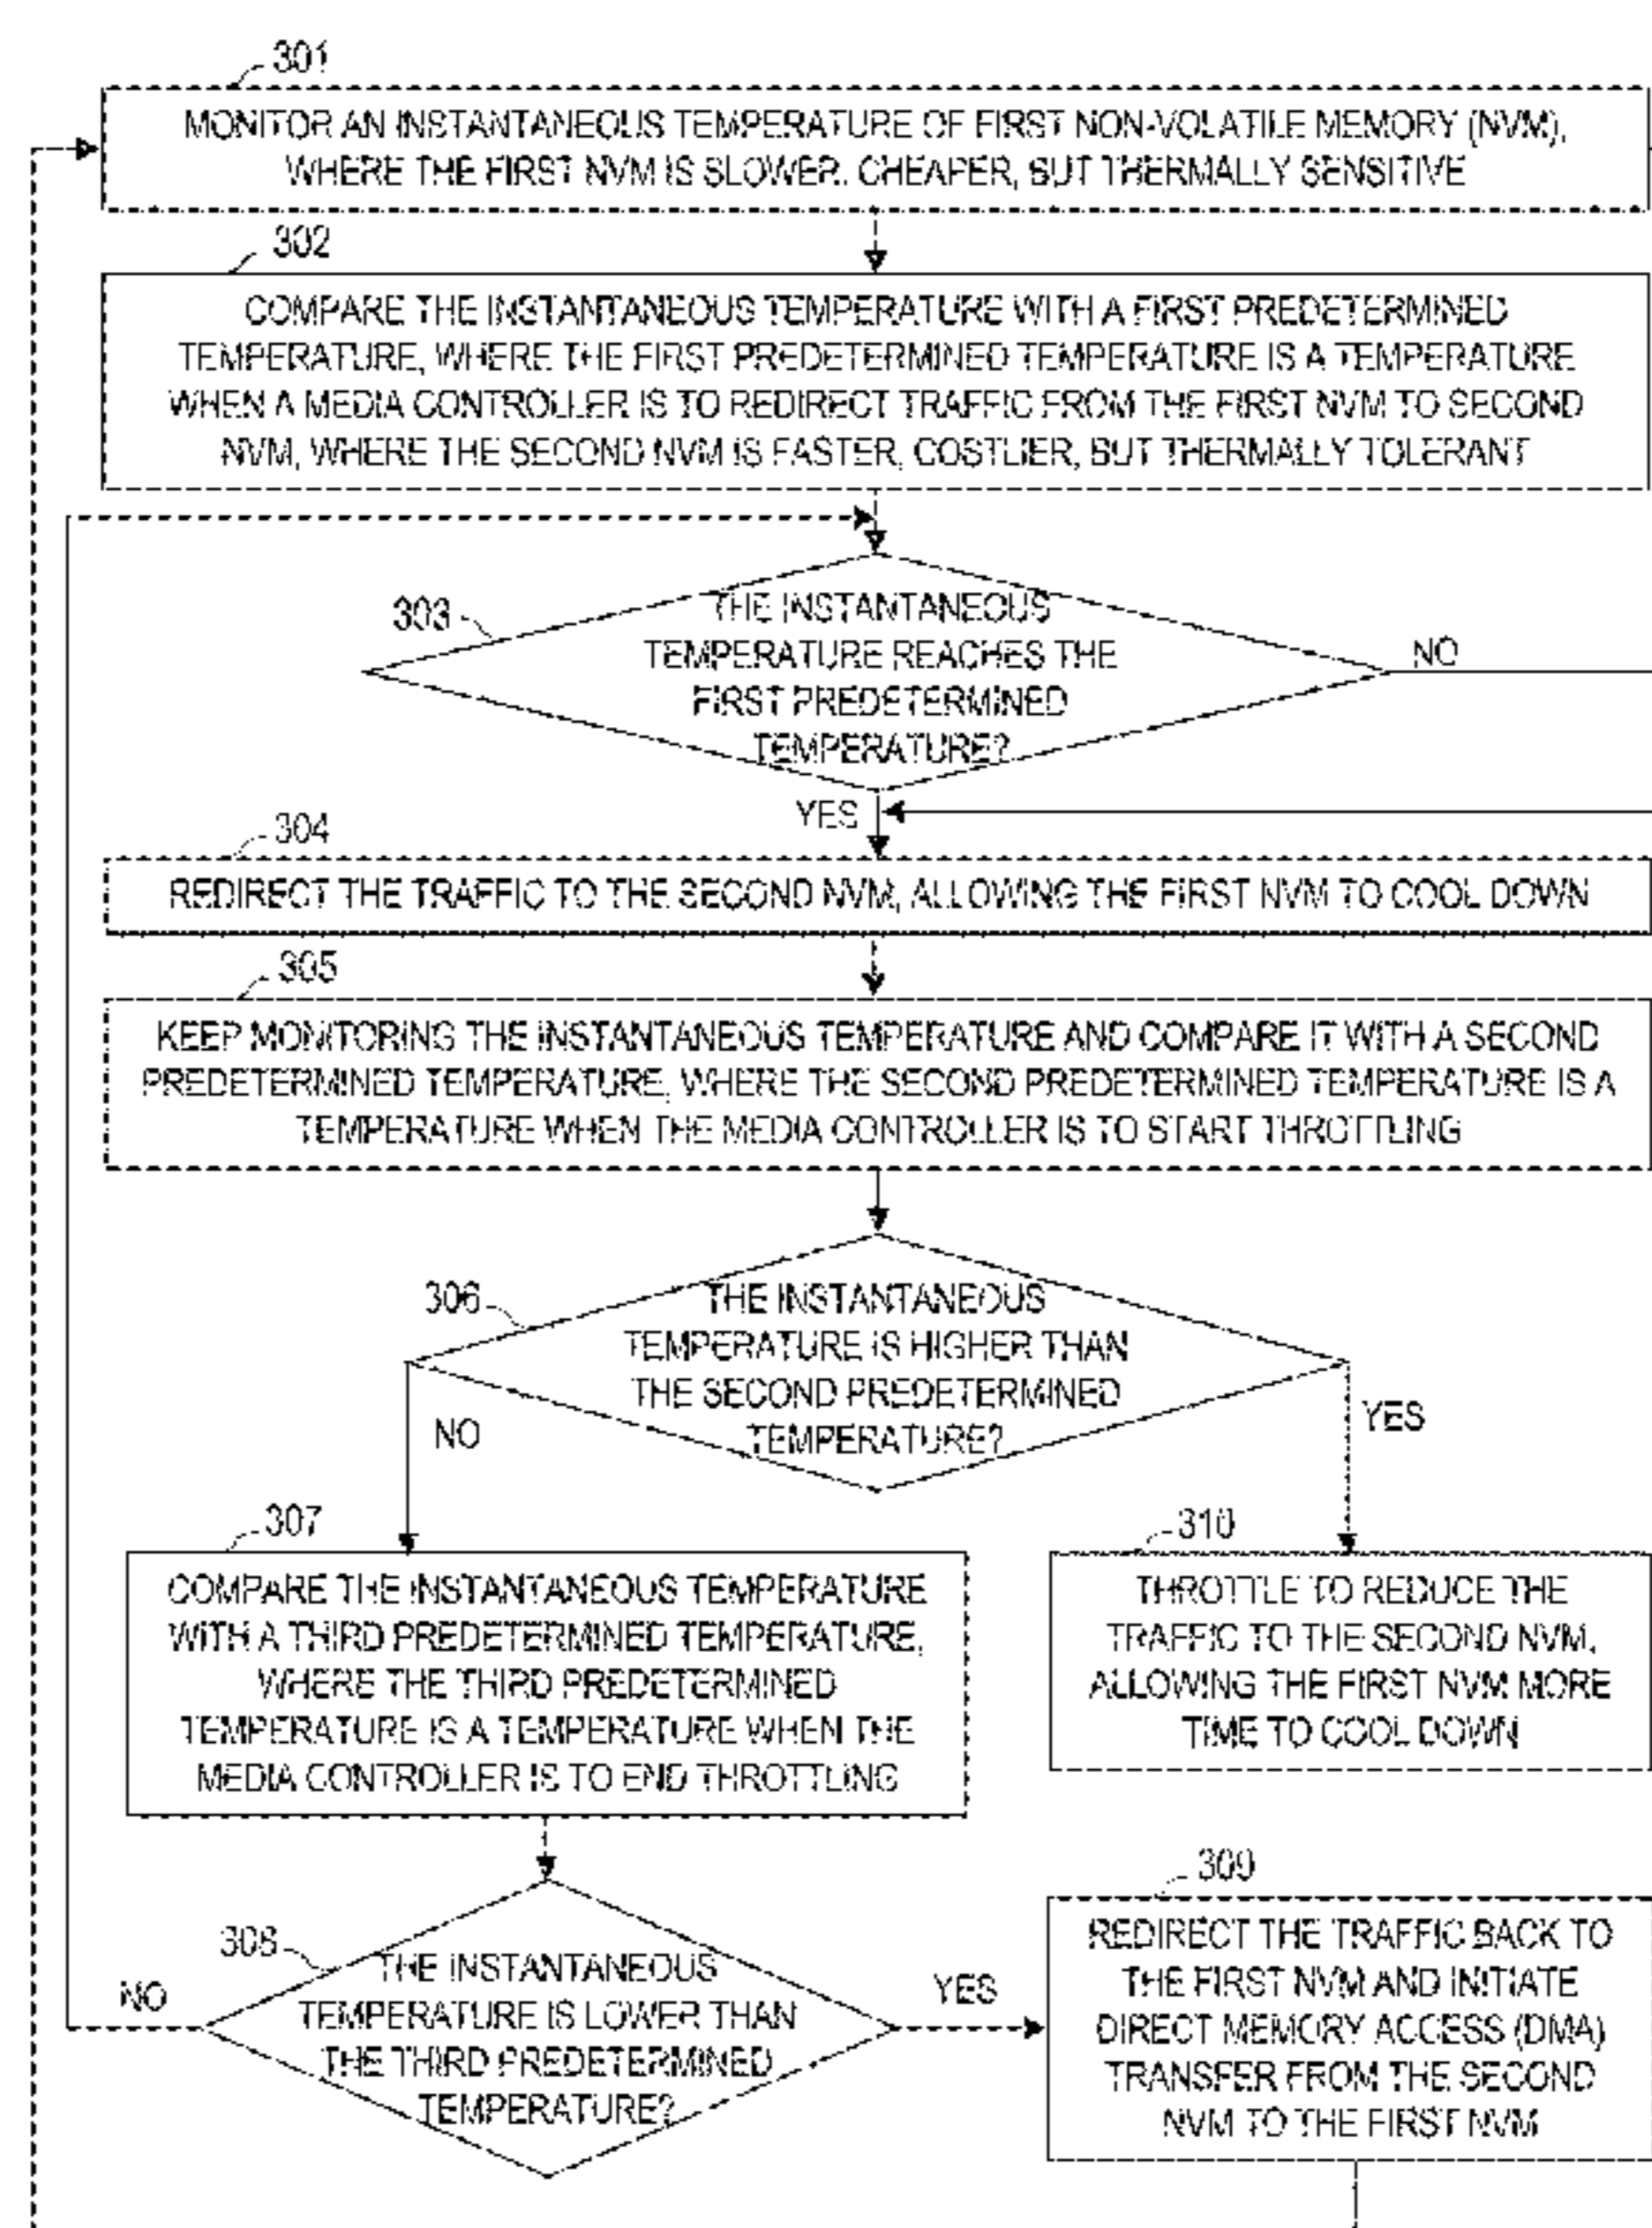 301
MONITOR AN INSTANTANEOUS TEMPERATURE OF FIRST NON-VOLATILE MEMORY (NVM),
WHERE THE FIRST NVM IS SLOWER, CHEAPER, BUT THERMALLY SENSITIVE
302
COMPARE THE INSTANTANEOUS TEMPERATURE WITH A FIRST PREDETERMINED
TEMPERATURE, WHERE THE FIRST PREDETERMINED TEMPERATURE IS A TEMPERATURE
WHEN A MEDIA CONTROLLER IS TO REDIRECT TRAFFIC FROM THE FIRST NVM TO SECOND
NVM, WHERE THE SECOND NVM IS FASTER, COSTLIER, BUT THERMALLY TOLERANT
303
THE INSTANTANEOUS
TEMPERATURE REACHES THE
FIRST PREDETERMINED
TEMPERATURE?
NO
YES
304
REDIRECT THE TRAFFIC TO THE SECOND NVM, ALLOWING THE FIRST NVM TO COOL DOWN
305
KEEP MONITORING THE INSTANTANEOUS TEMPERATURE AND COMPARE IT WITH A SECOND
PREDETERMINED TEMPERATURE, WHERE THE SECOND PREDETERMINED TEMPERATURE IS A
TEMPERATURE WHEN THE MEDIA CONTROLLER IS TO START THROTTLING
306
THE INSTANTANEOUS
TEMPERATURE IS HIGHER THAN
THE SECOND PREDETERMINED
TEMPERATURE?
NO
YES
307
COMPARE THE INSTANTANEOUS TEMPERATURE
WITH A THIRD PREDETERMINED TEMPERATURE,
WHERE THE THIRD PREDETERMINED
TEMPERATURE IS A TEMPERATURE WHEN THE
MEDIA CONTROLLER IS TO END THROTTLING
310
THROTTLE TO REDUCE THE
TRAFFIC TO THE SECOND NVM,
ALLOWING THE FIRST NVM MORE
TIME TO COOL DOWN
308
THE INSTANTANEOUS
TEMPERATURE IS LOWER THAN
THE THIRD PREDETERMINED
TEMPERATURE?
NO
YES
309
REDIRECT THE TRAFFIC BACK TO
THE FIRST NVM AND INITIATE
DIRECT MEMORY ACCESS (DMA)
TRANSFER FROM THE SECOND
NVM TO THE FIRST NVM